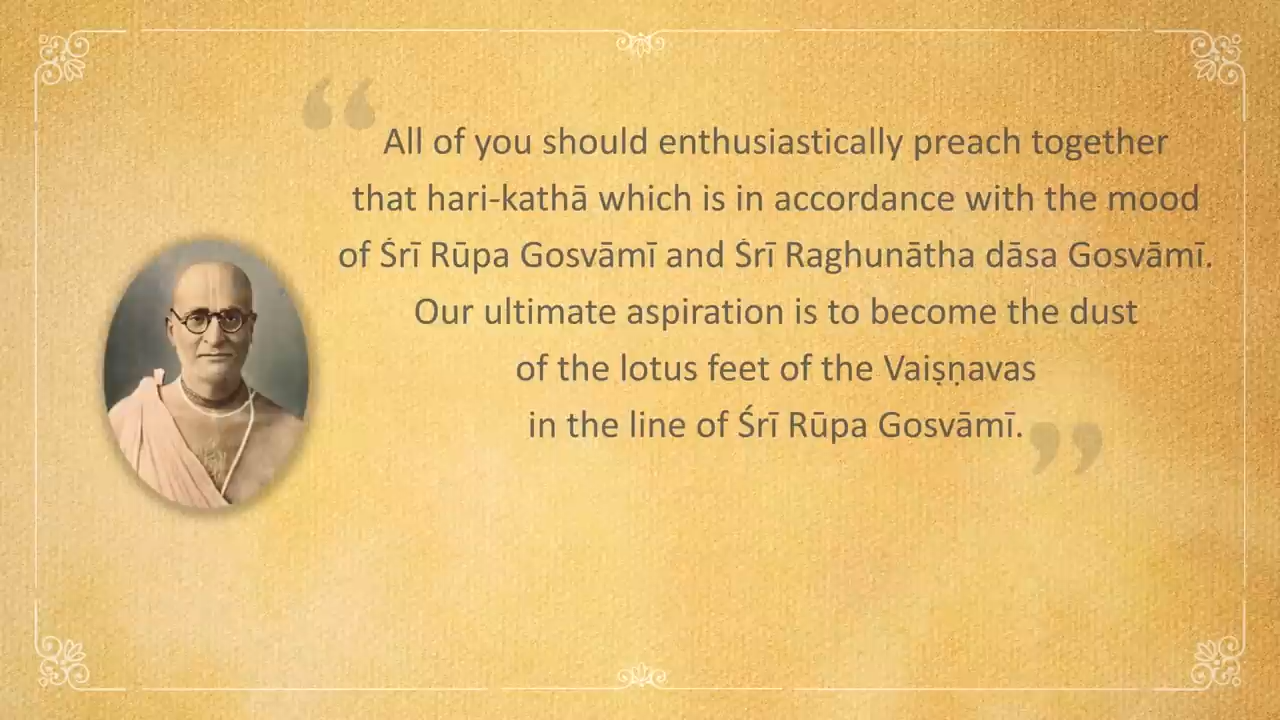 “All of you should enthusiastically preach together
that hari-kathā which is in accordance with the mood
of Śrī Rūpa Gosvāmī and Śrī Raghunātha dāsa Gosvāmī.
Our ultimate aspiration is to become the dust
of the lotus feet of the Vaiṣṇavas
in the line of Śrī Rūpa Gosvāmī.”